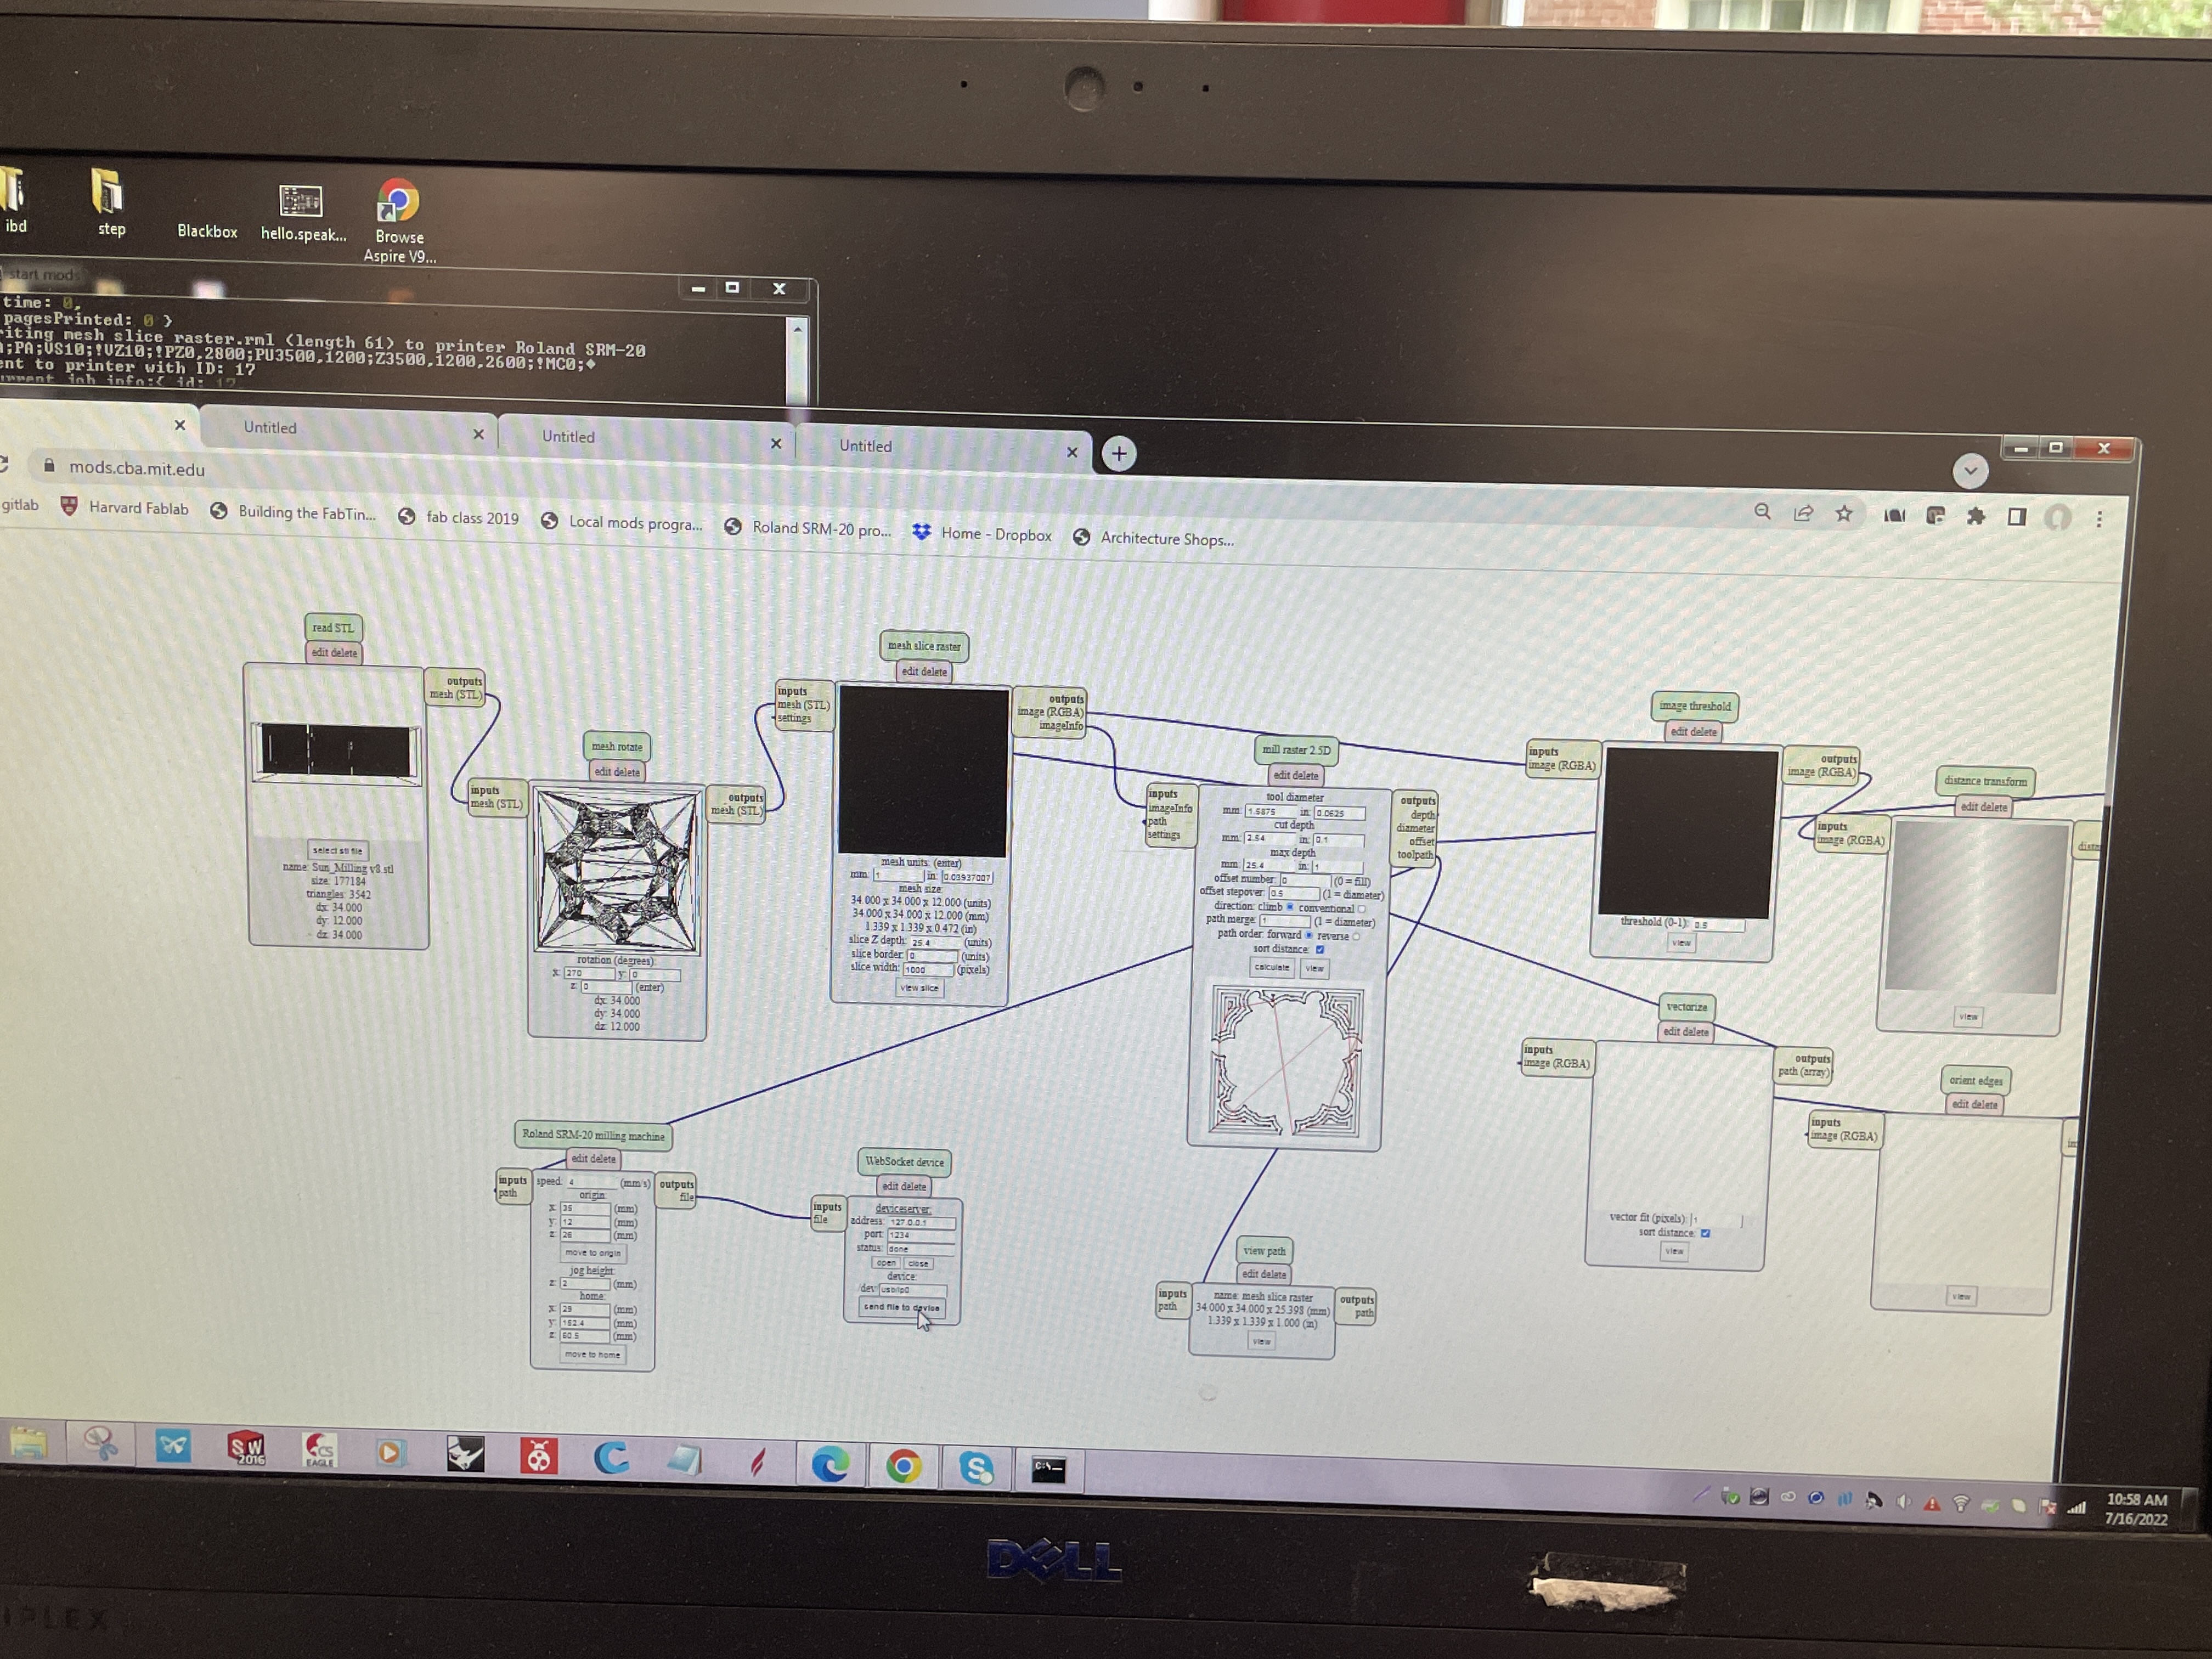 ibd
step
Blackbox
hello.speak...
Browse
Aspire V9...
start mods
time: 0,
pagesPrinted: 0 }
iting mesh slice raster.rml (length 61) to printer Roland SRM-20
;PA;VS10;!VZ10;!PZ0,2800;PU3500,1200;Z3500,1200,2600;!MC0;♦
ent to printer with ID: 17
urrent job info:{ id: 17
Untitled
Untitled
Untitled
mods.cba.mit.edu
gitlab
Harvard Fablab
Building the FabTin...
fab class 2019
Local mods progra...
Roland SRM-20 pro...
Home - Dropbox
Architecture Shops...
read STL
edit delete
outputs
mesh (STL)
select stl file
name: Sun_Milling v8.stl
size: 177184
triangles: 3542
dx: 34.000
dy: 12.000
dz: 34.000
mesh rotate
edit delete
inputs
mesh (STL)
outputs
mesh (STL)
rotation (degrees):
x: 270 y: 0
z: 0 (enter)
dx: 34.000
dy: 34.000
dz: 12.000
mesh slice raster
edit delete
inputs
mesh (STL)
settings
outputs
image (RGBA)
imageInfo
mesh units: (enter)
mm: 1 in: 0.03937007
mesh size:
34.000 x 34.000 x 12.000 (units)
34.000 x 34.000 x 12.000 (mm)
1.339 x 1.339 x 0.472 (in)
slice Z depth: 25.4 (units)
slice border: 0 (units)
slice width: 1000 (pixels)
view slice
mill raster 2.5D
edit delete
inputs
imageInfo
path
settings
outputs
depth
diameter
offset
toolpath
tool diameter
mm: 1.5875 in: 0.0625
cut depth
mm: 2.54 in: 0.1
max depth
mm: 25.4 in: 1
offset number: 0 (0 = fill)
offset stepover: 0.5 (1 = diameter)
direction: climb conventional
path merge: 1 (1 = diameter)
path order: forward reverse
sort distance:
calculate view
image threshold
edit delete
inputs
image (RGBA)
outputs
image (RGBA)
threshold (0-1): 0.5
view
distance transform
edit delete
inputs
image (RGBA)
dista
view
vectorize
edit delete
inputs
image (RGBA)
outputs
path (array)
vector fit (pixels): 1
sort distance:
view
orient edges
edit delete
inputs
image (RGBA)
view
Roland SRM-20 milling machine
edit delete
inputs
path
outputs
file
speed: 4 (mm/s)
origin:
x: 35 (mm)
y: 12 (mm)
z: 26 (mm)
move to origin
jog height:
z: 2 (mm)
home:
x: 29 (mm)
y: 152.4 (mm)
z: 60.5 (mm)
move to home
WebSocket device
edit delete
inputs
file
deviceserver:
address: 127.0.0.1
port: 1234
status: done
open close
device:
dev: usb/lp0
send file to device
view path
edit delete
inputs
path
outputs
path
name: mesh slice raster
34.000 x 34.000 x 25.398 (mm)
1.339 x 1.339 x 1.000 (in)
view
SW
2016
CS
EAGLE
C:\
10:58 AM
7/16/2022
DELL
IPLEX